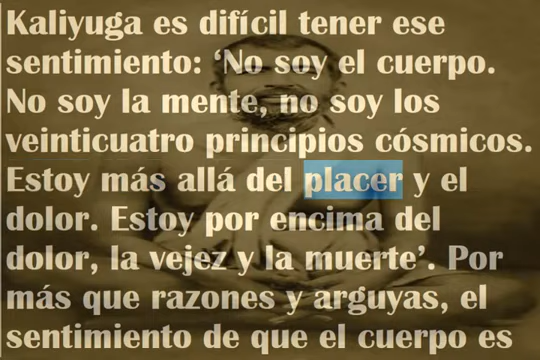 Kaliyuga es difícil tener ese
sentimiento: ‘No soy el cuerpo.
No soy la mente, no soy los
veinticuatro principios cósmicos.
Estoy más allá del placer y el
dolor. Estoy por encima del
dolor, la vejez y la muerte’. Por
más que razones y arguyas, el
sentimiento de que el cuerpo es